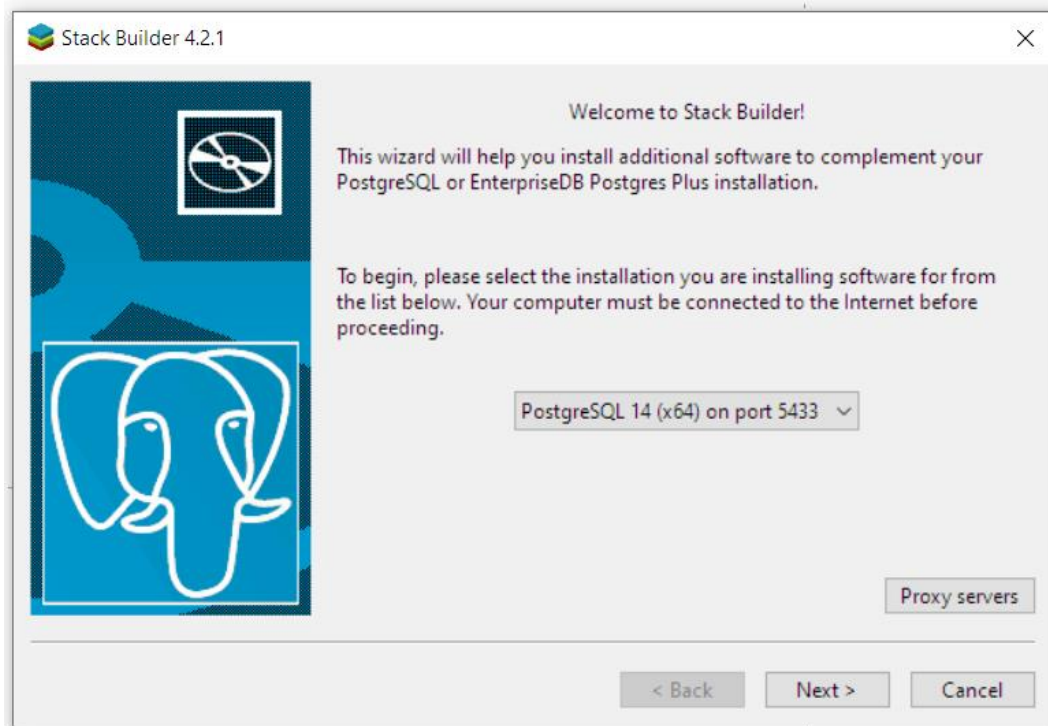 Stack Builder 4.2.1
Welcome to Stack Builder!
This wizard will help you install additional software to complement your
PostgreSQL or EnterpriseDB Postgres Plus installation.
To begin, please select the installation you are installing software for from
the list below. Your computer must be connected to the Internet before
proceeding.
PostgreSQL 14 (x64) on port 5433
Proxy servers
< Back
Next >
Cancel